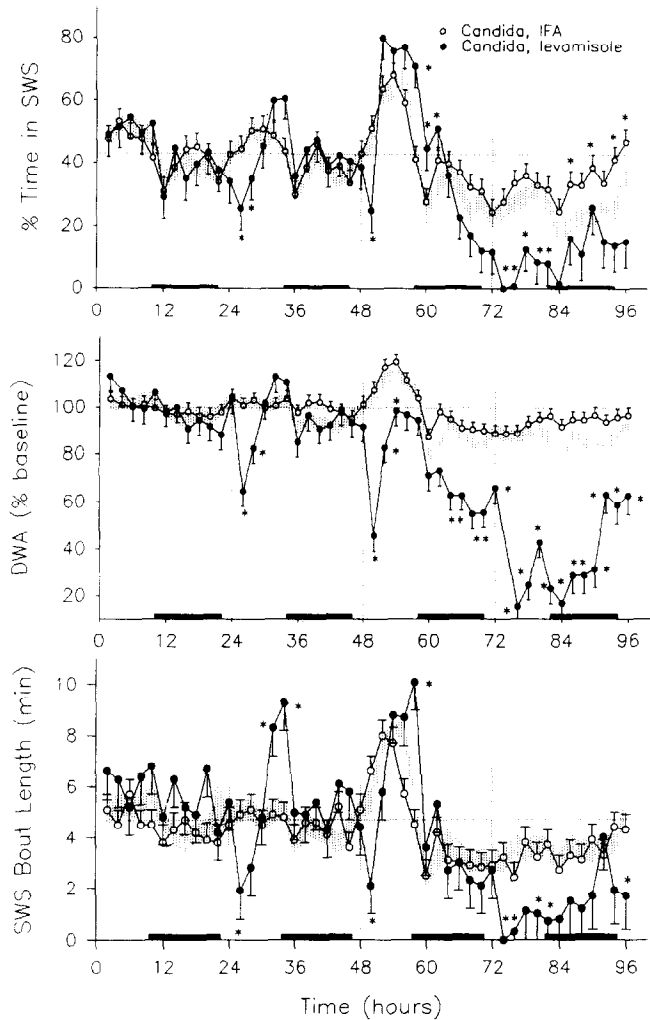 Candida, IFA
Candida, levamisole
% Time in SWS
80
60
40
20
0
0 12 24 36 48 60 72 84 96
DWA (% baseline)
120
100
80
60
40
20
0 12 24 36 48 60 72 84 96
SWS Bout Length (min)
10
8
6
4
2
0
0 12 24 36 48 60 72 84 96
Time (hours)